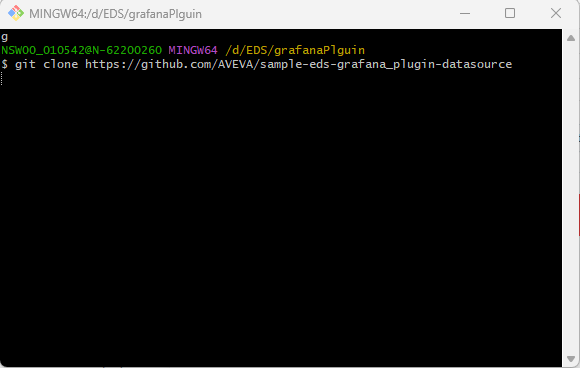 MINGW64:/d/EDS/grafanaPlguin
g
NSWOO_010542@N-62200260 MINGW64 /d/EDS/grafanaPlguin
$ git clone https://github.com/AVEVA/sample-eds-grafana_plugin-datasource